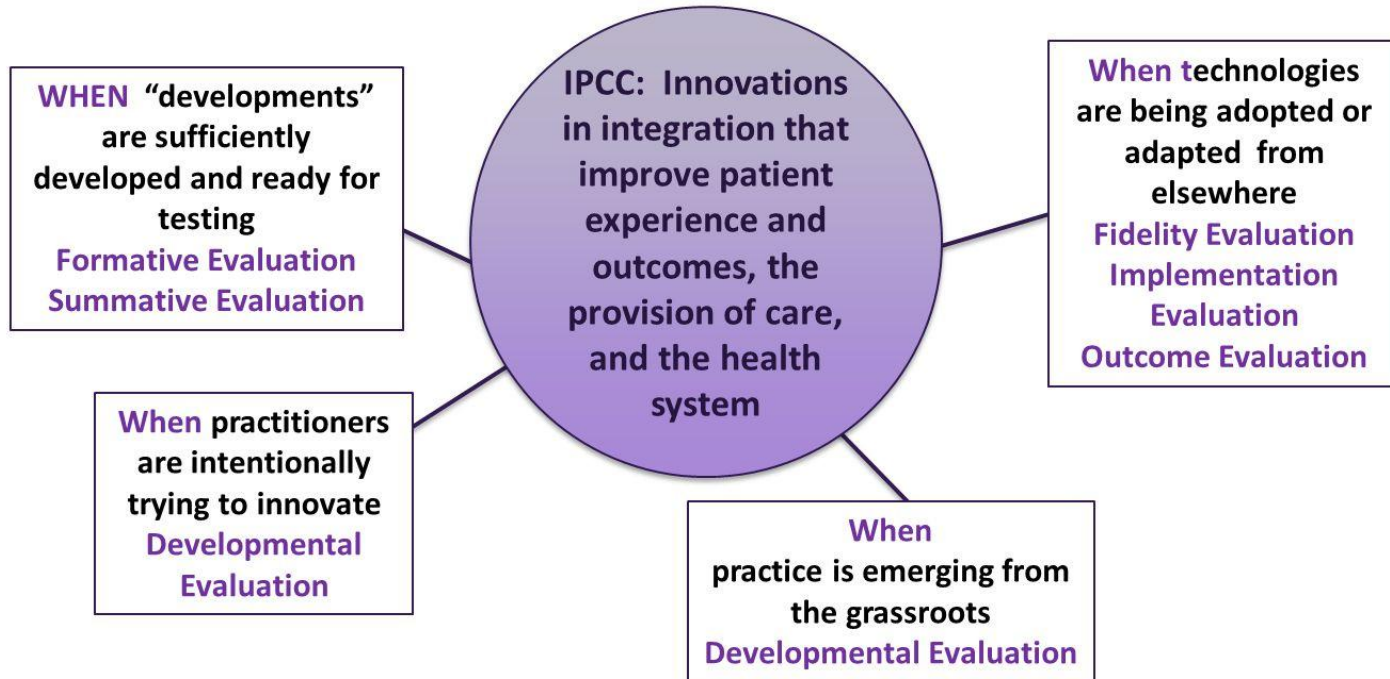 WHEN “developments”
are sufficiently
developed and ready for
testing
Formative Evaluation
Summative Evaluation
IPCC: Innovations
in integration that
improve patient
experience and
outcomes, the
provision of care,
and the health
system
When technologies
are being adopted or
adapted from
elsewhere
Fidelity Evaluation
Implementation
Evaluation
Outcome Evaluation
When practitioners
are intentionally
trying to innovate
Developmental
Evaluation
When
practice is emerging from
the grassroots
Developmental Evaluation